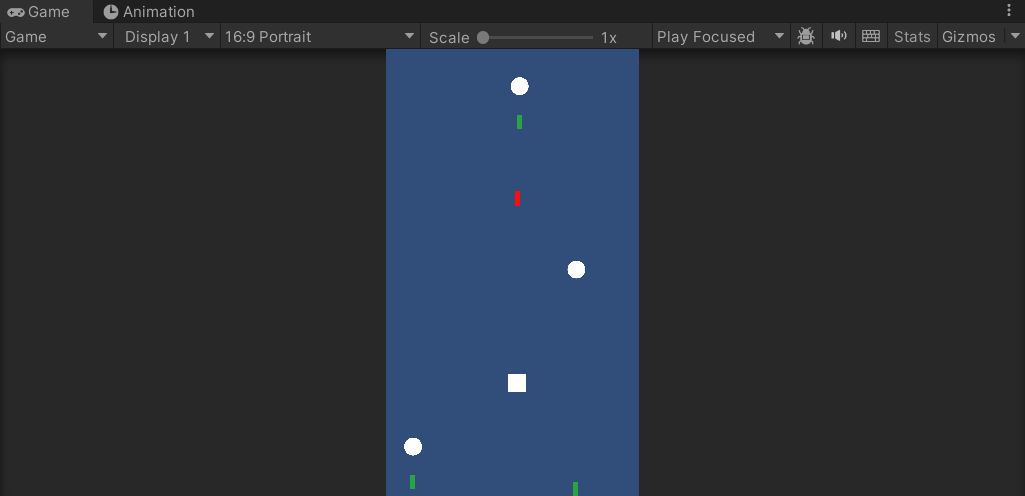 Game Animation
Game Display 1 16:9 Portrait Scale 1x Play Focused Stats Gizmos